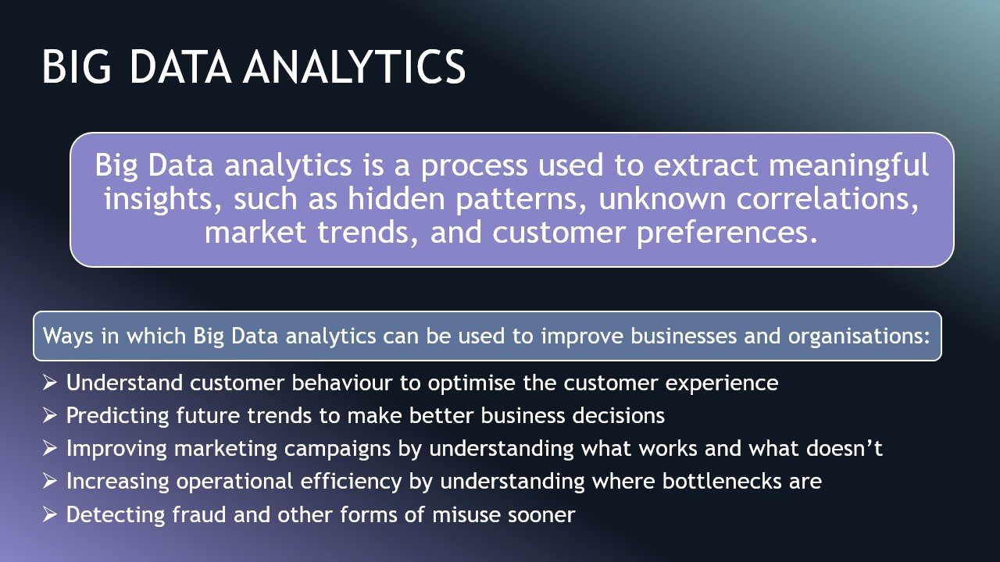 BIG DATA ANALYTICS
Big Data analytics is a process used to extract meaningful
insights, such as hidden patterns, unknown correlations,
market trends, and customer preferences.
Ways in which Big Data analytics can be used to improve businesses and organisations:
➢ Understand customer behaviour to optimise the customer experience
➢ Predicting future trends to make better business decisions
➢ Improving marketing campaigns by understanding what works and what doesn’t
➢ Increasing operational efficiency by understanding where bottlenecks are
➢ Detecting fraud and other forms of misuse sooner